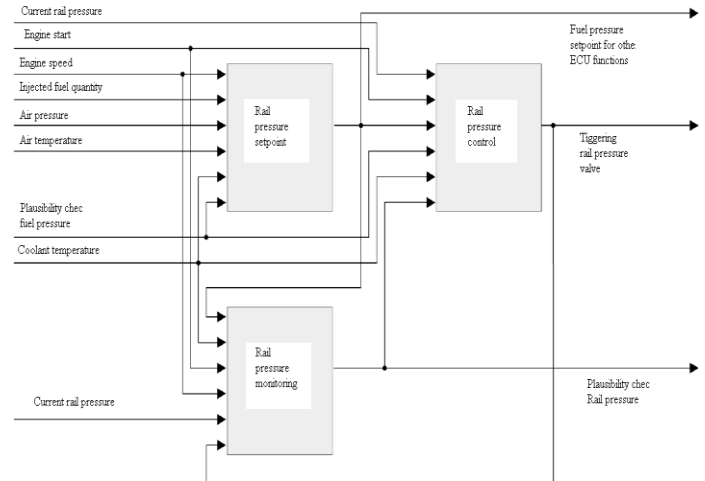 Current rail pressure
Engine start
Engine speed
Injected fuel quantity
Air pressure
Air temperature
Plausibility chec
fuel pressure
Coolant temperature
Current rail pressure
Rail
pressure
setpoint
Rail
pressure
control
Rail
pressure
monitoring
Fuel pressure
setpoint for othe:
ECU functions
Tiggering
rail pressure
valve
Plausibility chec
Rail pressure